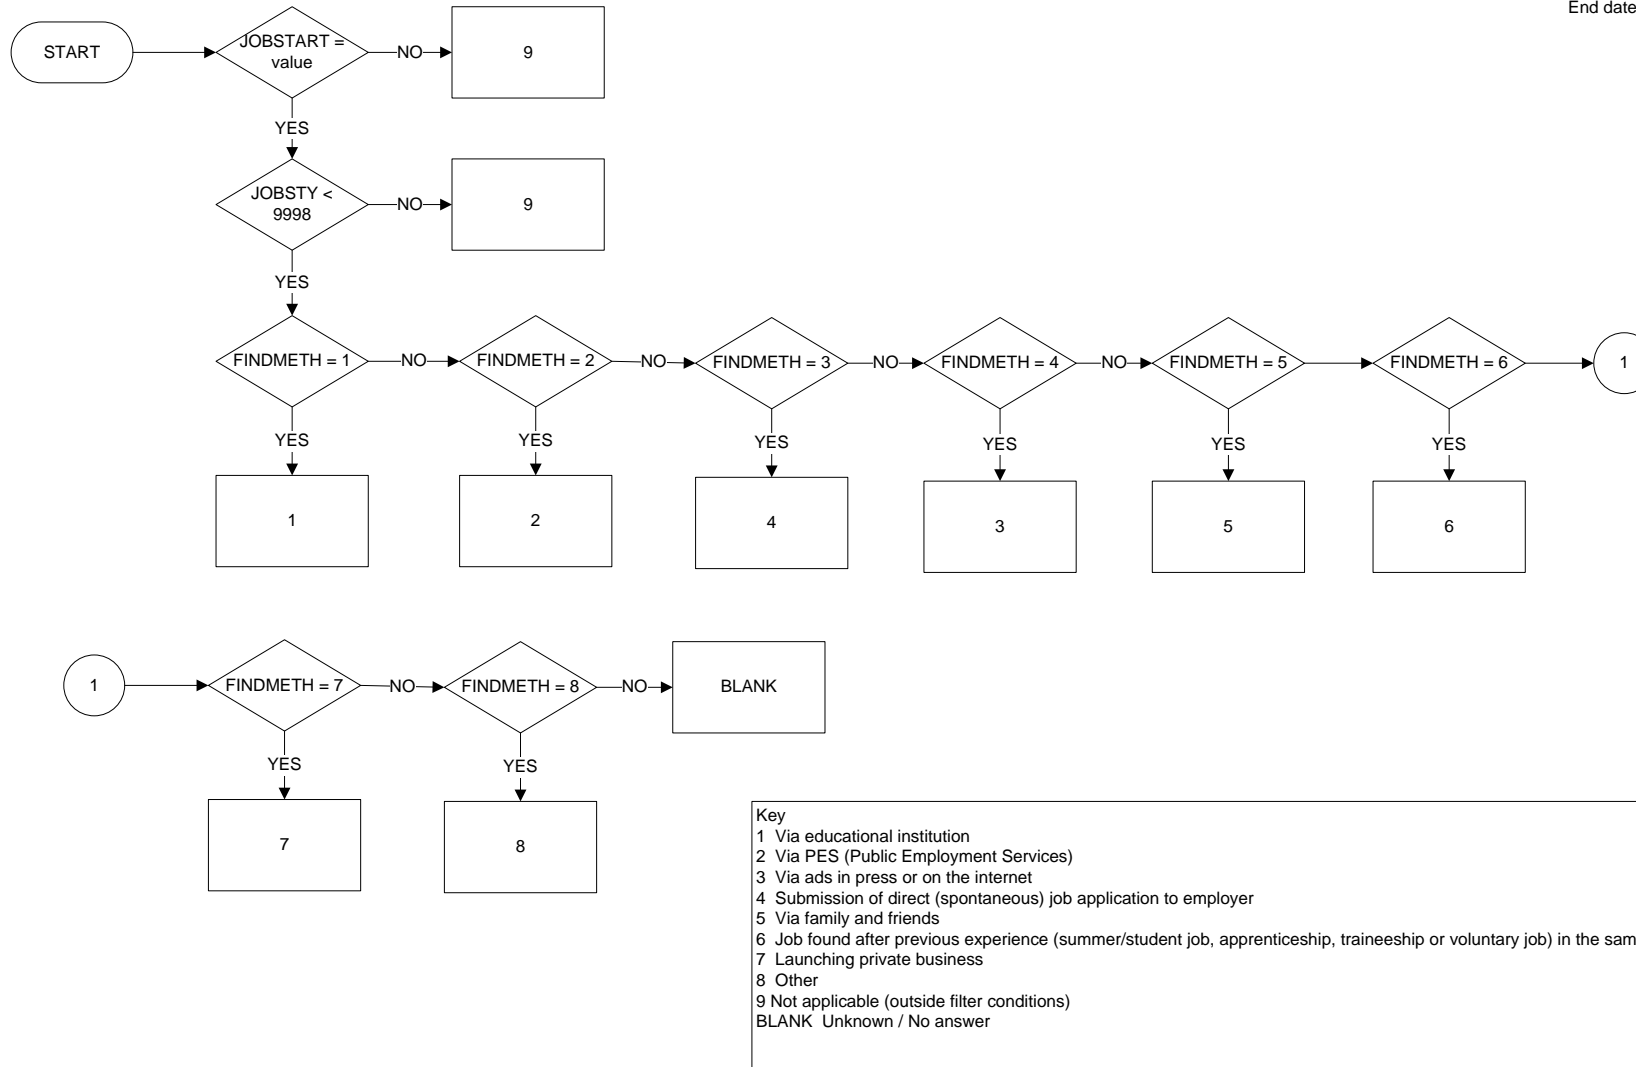 End date
START
JOBSTART =
value
NO
9
YES
JOBSTY <
9998
NO
9
YES
FINDMETH = 1
NO
FINDMETH = 2
NO
FINDMETH = 3
NO
FINDMETH = 4
NO
FINDMETH = 5
FINDMETH = 6
1
YES
YES
YES
YES
YES
YES
1
2
4
3
5
6
1
FINDMETH = 7
NO
FINDMETH = 8
NO
BLANK
YES
YES
7
8
Key
1 Via educational institution
2 Via PES (Public Employment Services)
3 Via ads in press or on the internet
4 Submission of direct (spontaneous) job application to employer
5 Via family and friends
6 Job found after previous experience (summer/student job, apprenticeship, traineeship or voluntary job) in the sam
7 Launching private business
8 Other
9 Not applicable (outside filter conditions)
BLANK Unknown / No answer